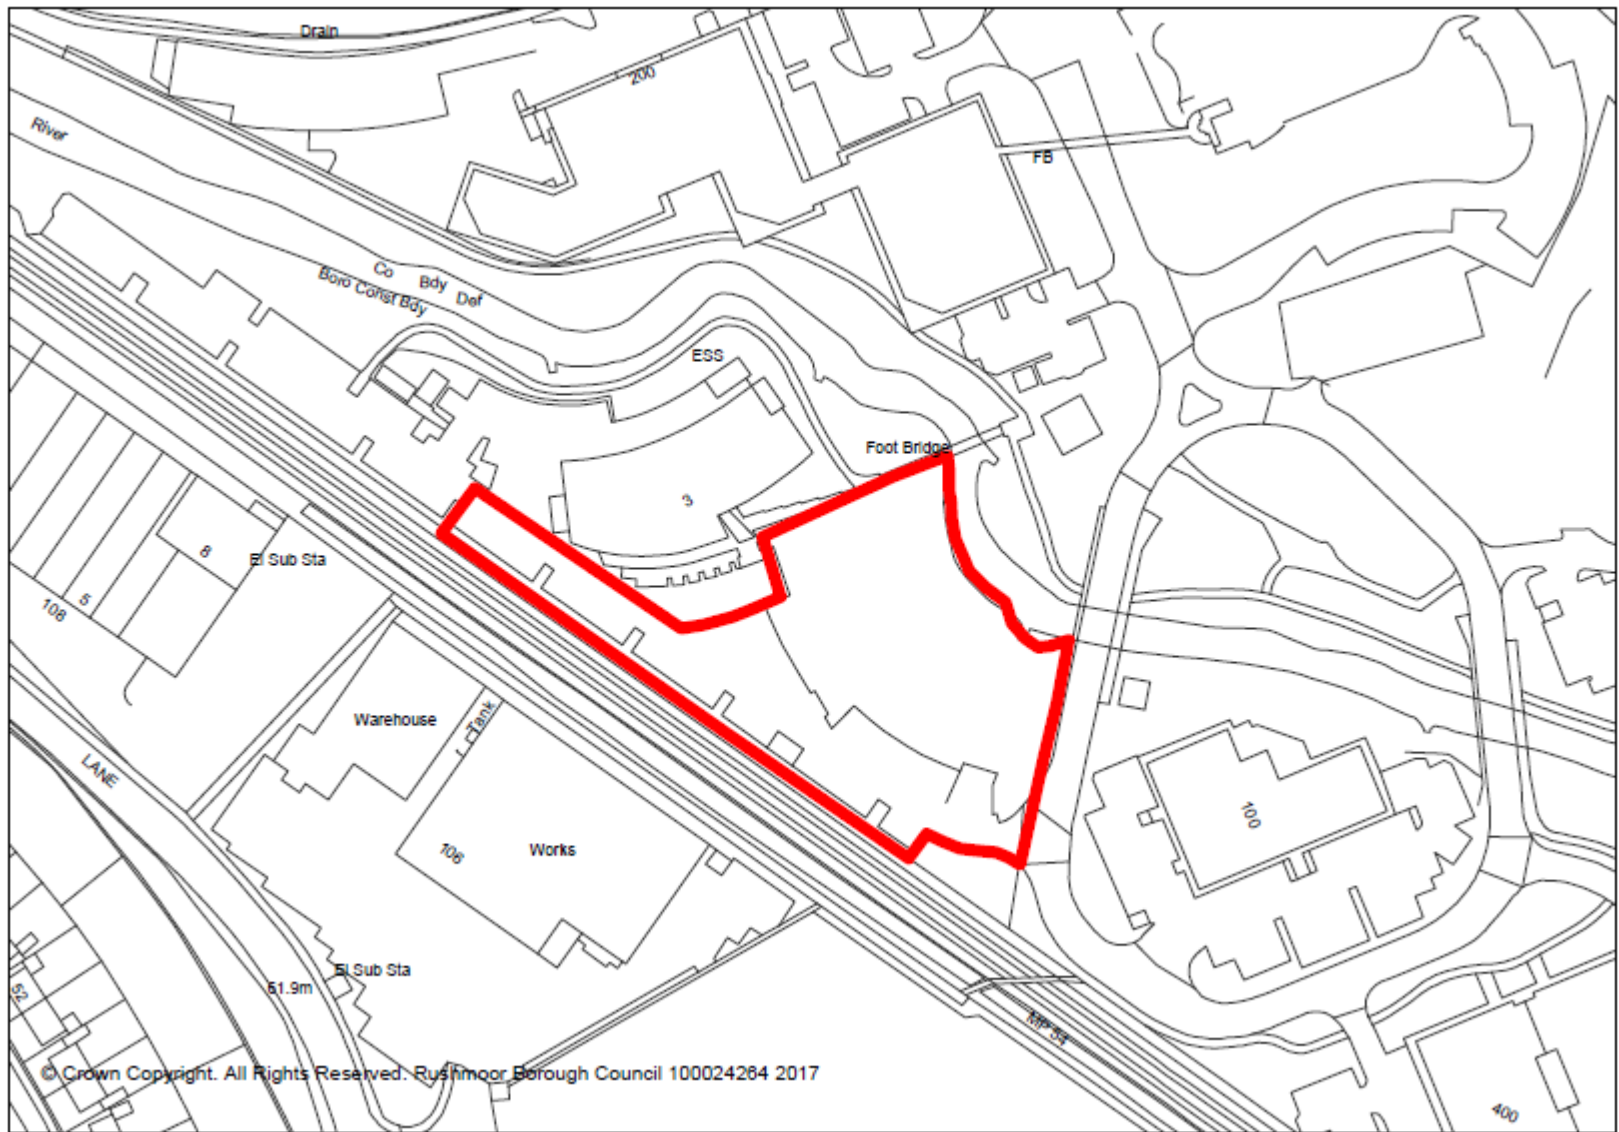 Drain
200
River
FB
Co Bdy Def
Boro Const Bdy
ESS
Foot Bridge
3
8
El Sub Sta
5
108
Warehouse
Tank
LANE
106
Works
100
El Sub Sta
61.9m
52
MP 54
© Crown Copyright. All Rights Reserved. Rushmoor Borough Council 100024264 2017
400